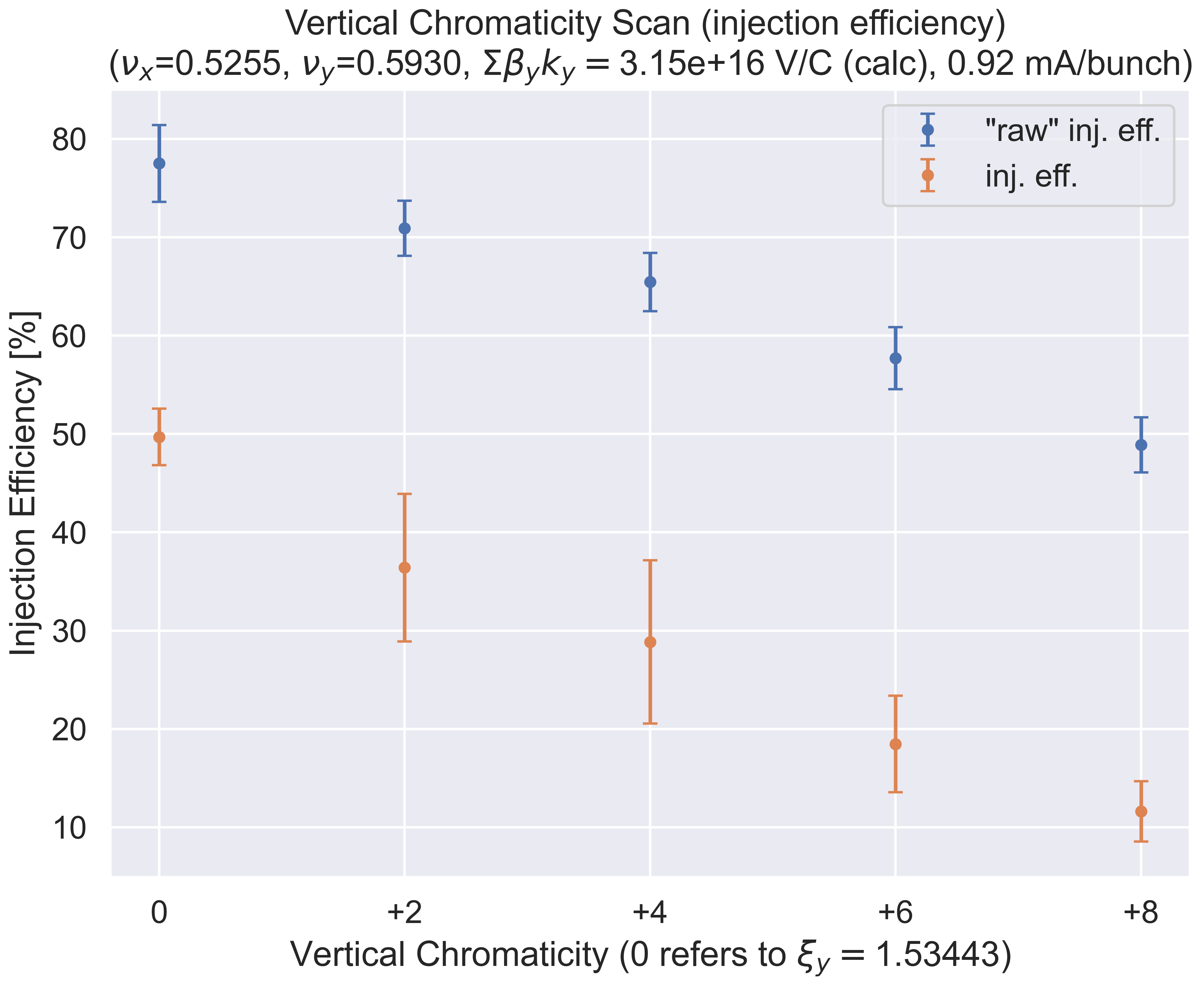 Vertical Chromaticity Scan (injection efficiency)
(νx=0.5255, νy=0.5930, Σβyky = 3.15e+16 V/C (calc), 0.92 mA/bunch)
"raw" inj. eff.
inj. eff.
Injection Efficiency [%]
80
70
60
50
40
30
20
10
0
+2
+4
+6
+8
Vertical Chromaticity (0 refers to ξy = 1.53443)